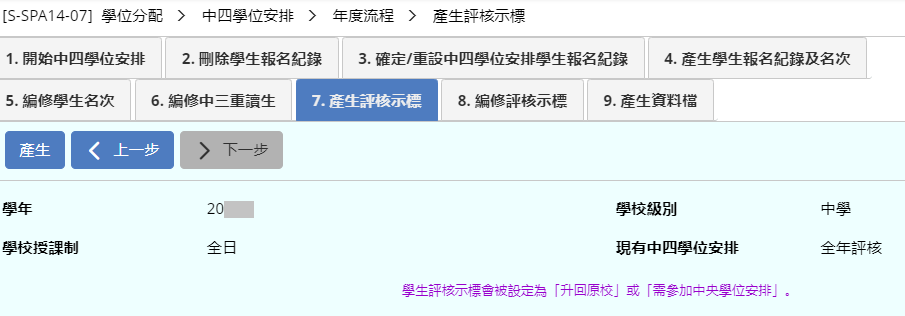 [S-SPA14-07] 學位分配 > 中四學位安排 > 年度流程 > 產生評核示標
1. 開始中四學位安排 2. 刪除學生報名紀錄 3. 確定/重設中四學位安排學生報名紀錄 4. 產生學生報名紀錄及名次
5. 編修學生名次 6. 編修中三重讀生 7. 產生評核示標 8. 編修評核示標 9. 產生資料檔
產生 上一步 下一步
學年 20 學校級別 中學
學校授課制 全日 現有中四學位安排 全年評核
學生評核示標會被設定為「升回原校」或「需參加中央學位安排」。